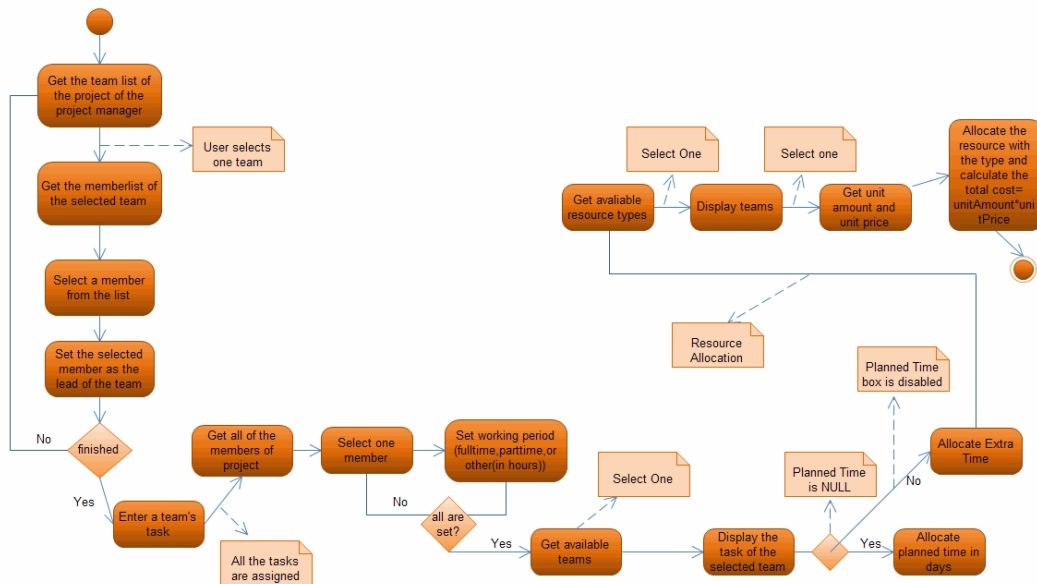 Get the team list of
the project of the
project manager
User selects
one team
Get the memberlist of
the selected team
Select a member
from the list
Set the selected
member as the
lead of the team
No
finished
Yes
Enter a team's
task
All the tasks
are assigned
Get all of the
members of
project
Select one
member
Set working period
(fulltime,parttime,or
other(in hours))
No
all are
set?
Yes
Get available
teams
Select One
Display the
task of the
selected team
Planned Time
is NULL
Yes
Allocate
planned time in
days
No
Planned Time
box is disabled
Allocate Extra
Time
Resource
Allocation
Get avaliable
resource types
Select One
Display teams
Select one
Get unit
amount and
unit price
Allocate the
resource with
the type and
calculate the
total cost=
unitAmount*uni
tPrice